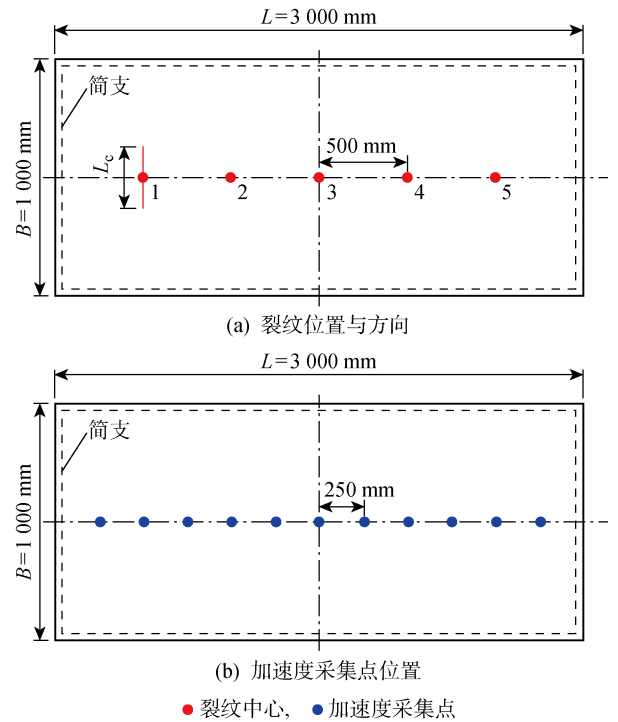 L=3 000 mm
简支
500 mm
B=1 000 mm
Lc
1 2 3 4 5
(a) 裂纹位置与方向
L=3 000 mm
简支
250 mm
B=1 000 mm
(b) 加速度采集点位置
裂纹中心, 加速度采集点